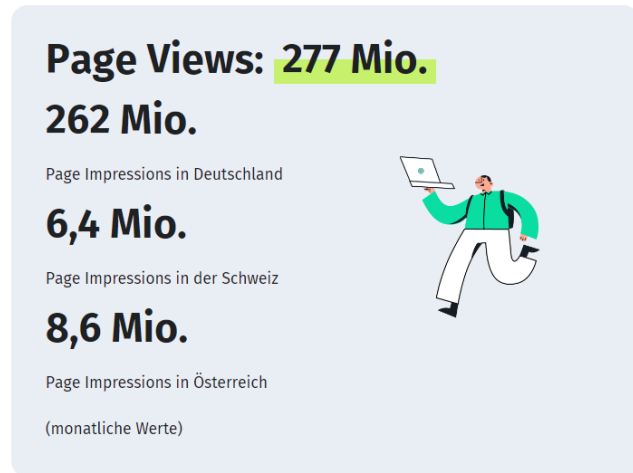 Page Views: 277 Mio.
262 Mio.
Page Impressions in Deutschland
6,4 Mio.
Page Impressions in der Schweiz
8,6 Mio.
Page Impressions in Österreich
(monatliche Werte)